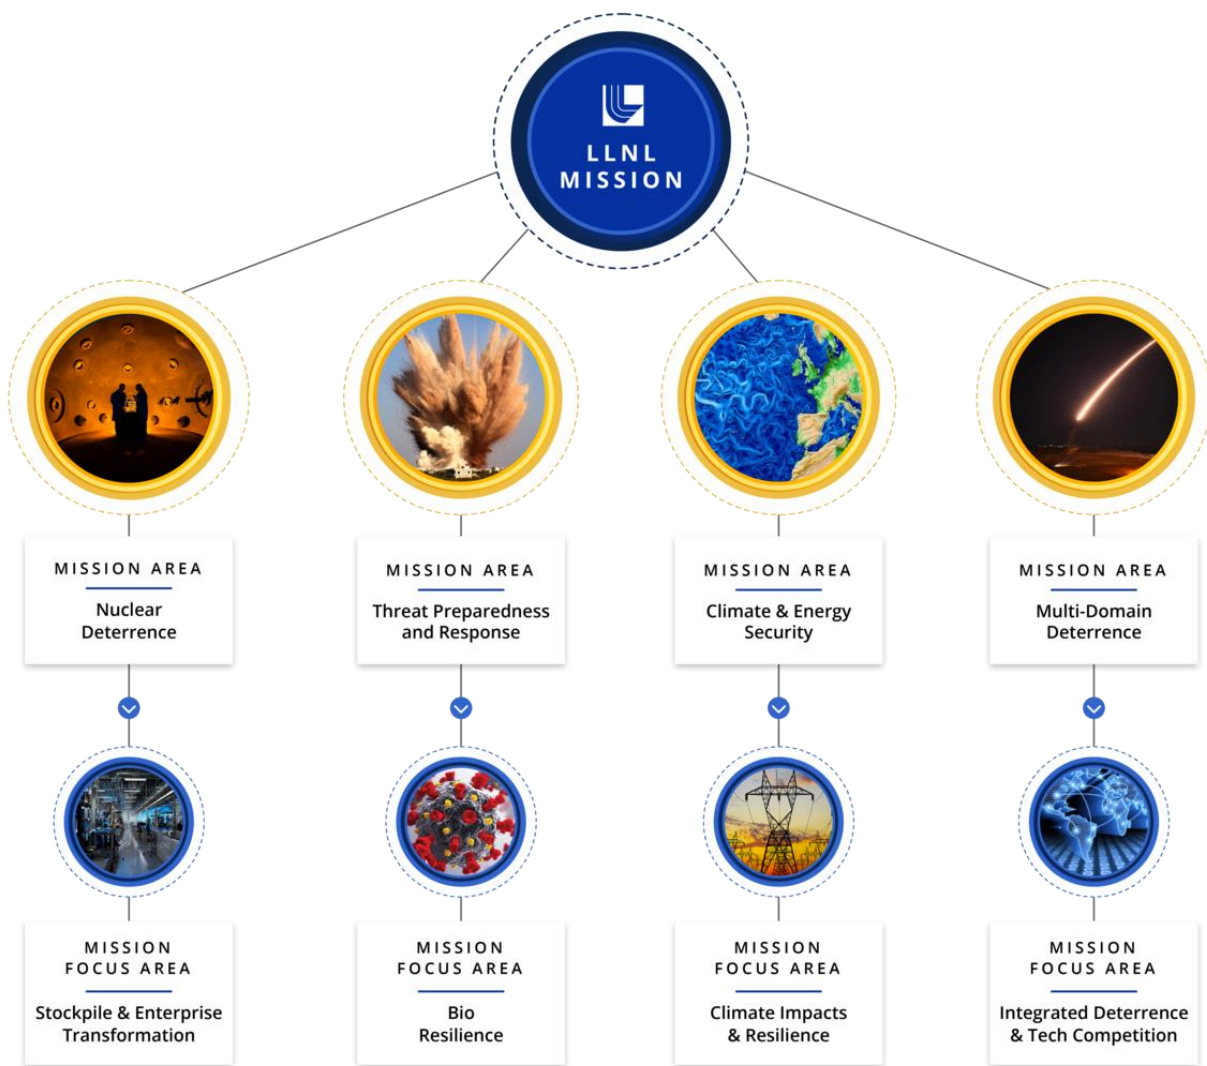 LLNL
MISSION
MISSION AREA
Nuclear
Deterrence
MISSION AREA
Threat Preparedness
and Response
MISSION AREA
Climate & Energy
Security
MISSION AREA
Multi-Domain
Deterrence
MISSION
FOCUS AREA
Stockpile & Enterprise
Transformation
MISSION
FOCUS AREA
Bio
Resilience
MISSION
FOCUS AREA
Climate Impacts
& Resilience
MISSION
FOCUS AREA
Integrated Deterrence
& Tech Competition